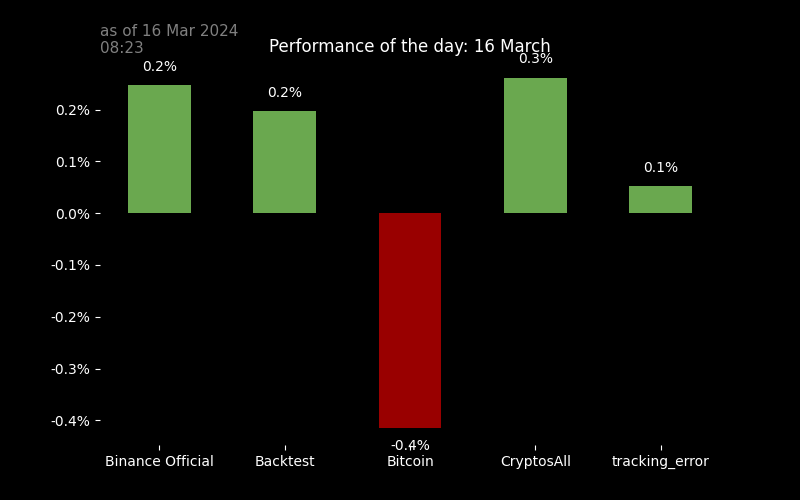 as of 16 Mar 2024
08:23
Performance of the day: 16 March
0.2%
0.2%
0.3%
0.1%
-0.4%
0.2%
0.1%
0.0%
-0.1%
-0.2%
-0.3%
-0.4%
Binance Official
Backtest
Bitcoin
CryptosAll
tracking_error